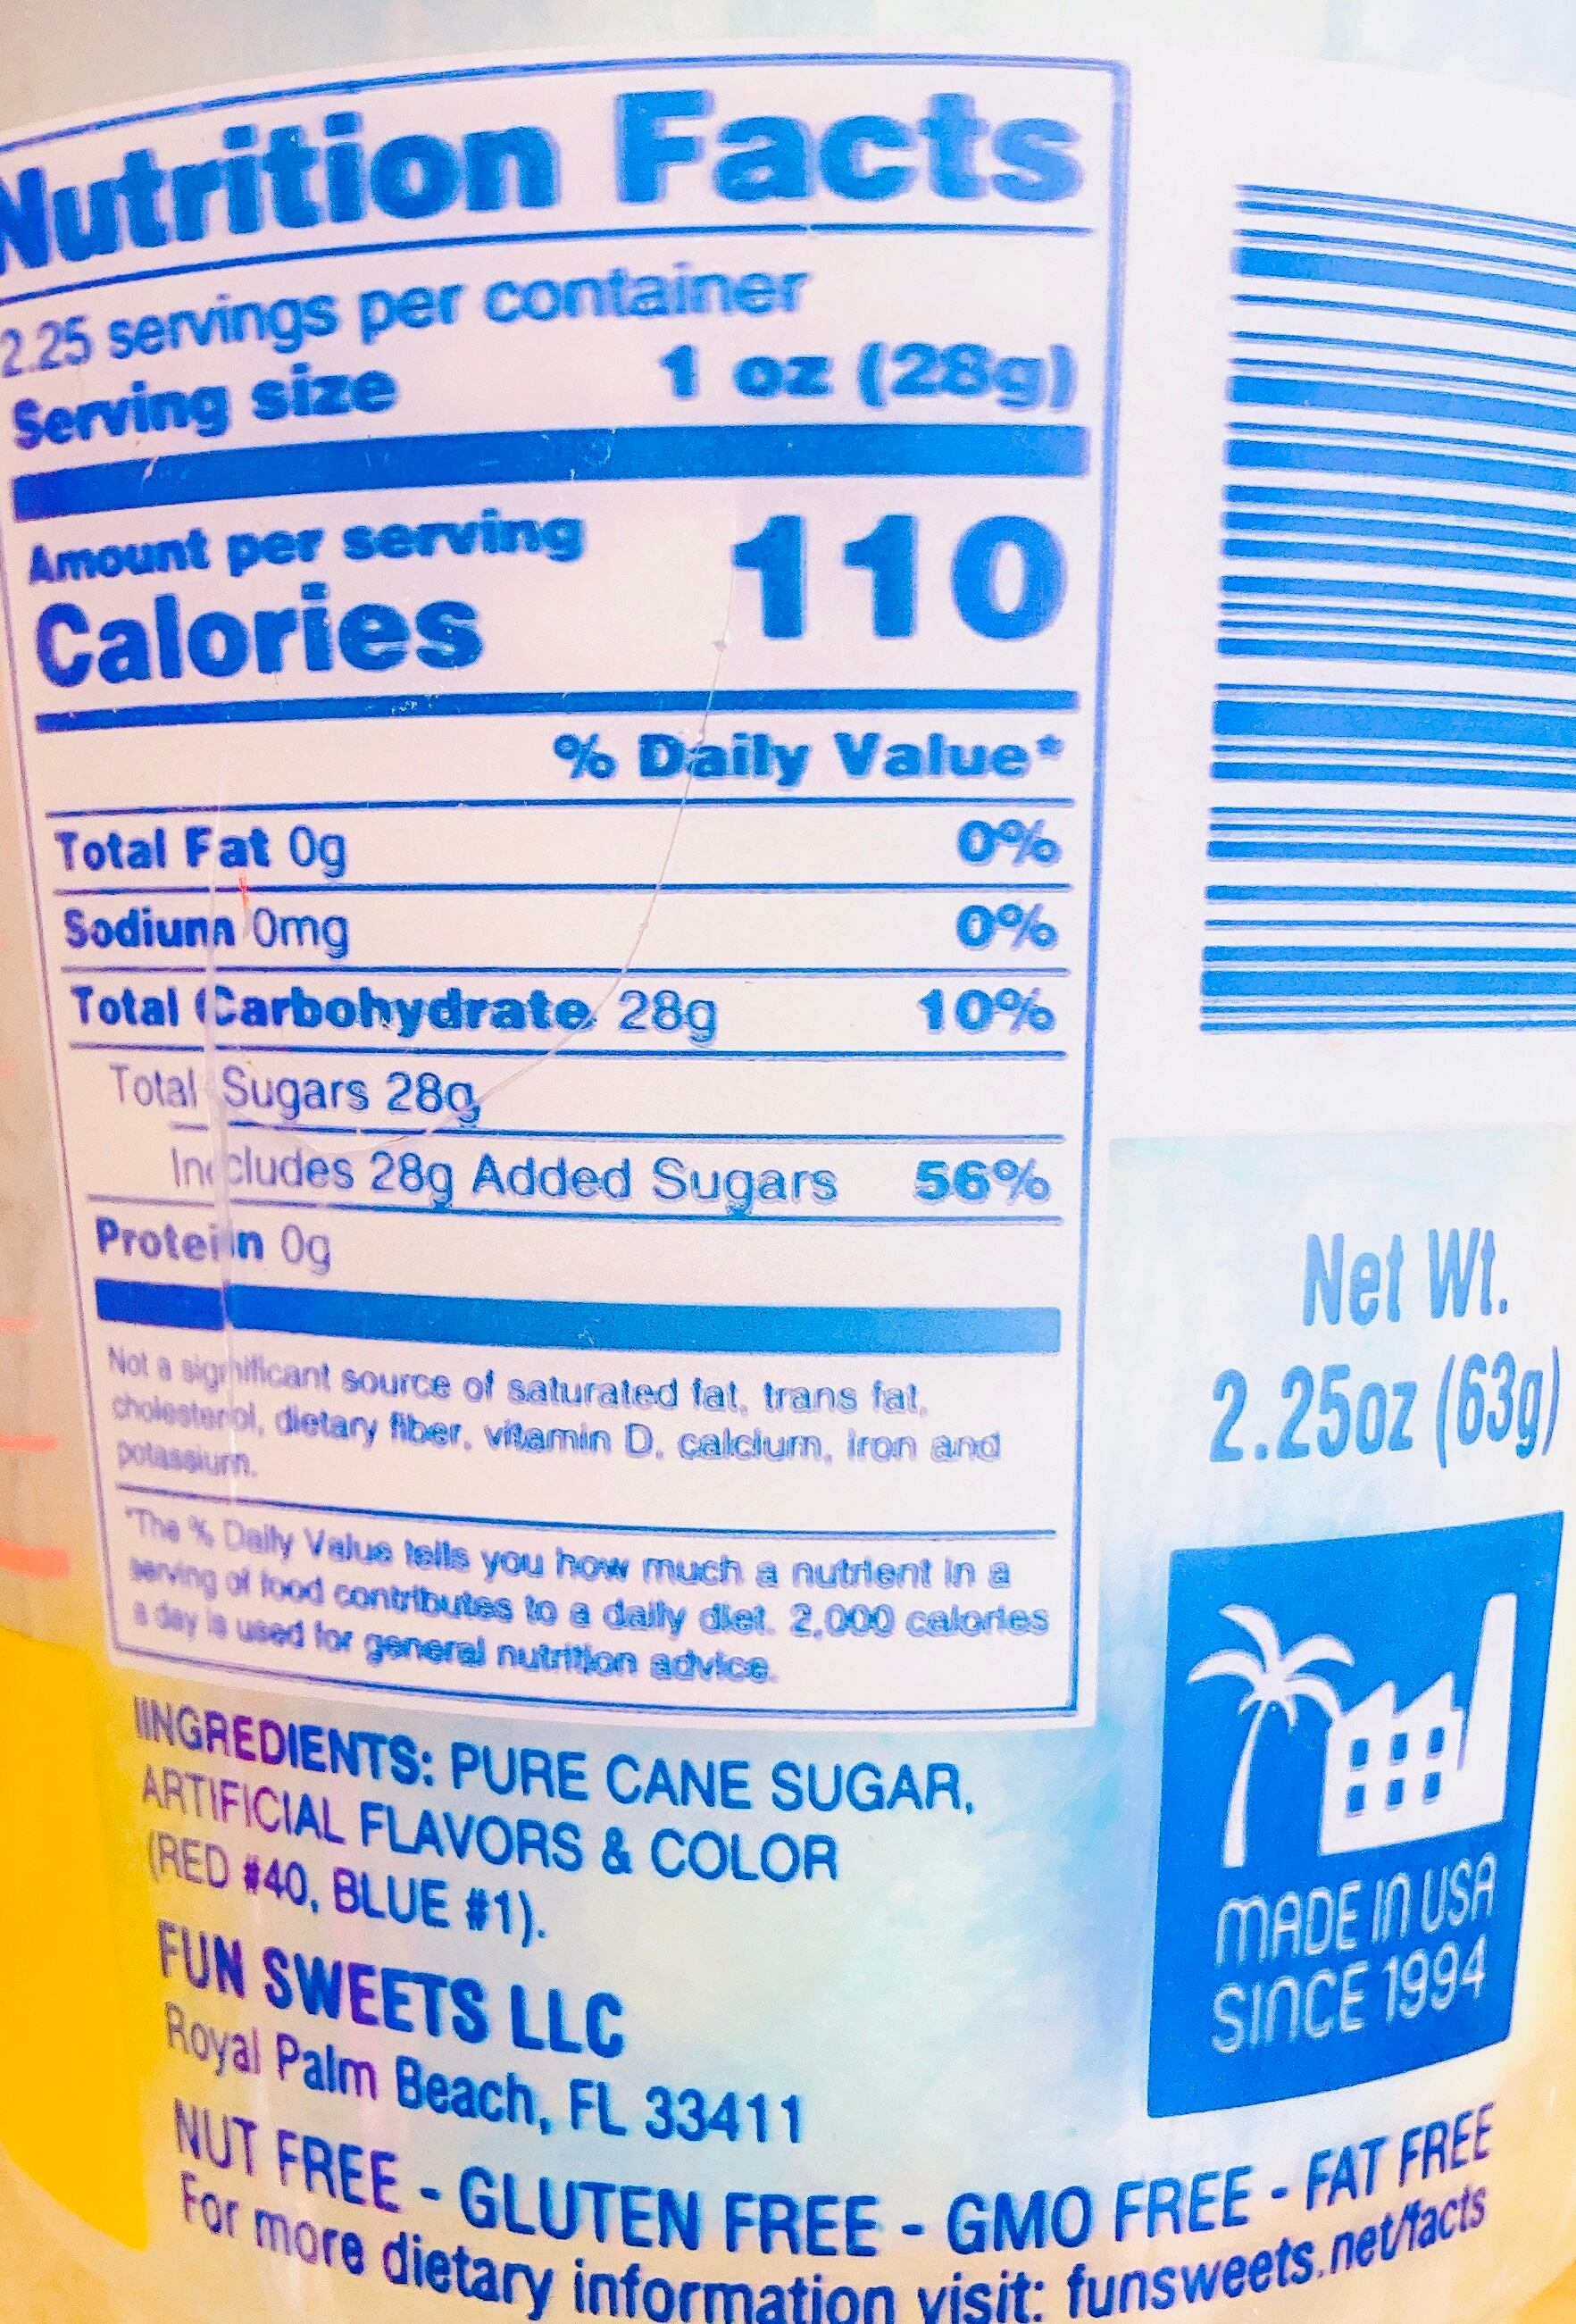 Nutrition Facts
2.25 servings per container
Serving size 1 oz (28g)
Amount per serving
Calories 110
% Daily Value*
Total Fat 0g 0%
Sodium 0mg 0%
Total Carbohydrate 28g 10%
Total Sugars 28g
Includes 28g Added Sugars 56%
Protein 0g
Not a significant source of saturated fat, trans fat,
cholesterol, dietary fiber, vitamin D, calcium, iron and
potassium.
*The % Daily Value tells you how much a nutrient in a
serving of food contributes to a daily diet. 2,000 calories
a day is used for general nutrition advice.
INGREDIENTS: PURE CANE SUGAR,
ARTIFICIAL FLAVORS & COLOR
(RED #40, BLUE #1).
FUN SWEETS LLC
Royal Palm Beach, FL 33411
NUT FREE - GLUTEN FREE - GMO FREE - FAT FREE
For more dietary information visit: funsweets.net/facts
Net Wt.
2.25oz (63g)
MADE IN USA
SINCE 1994